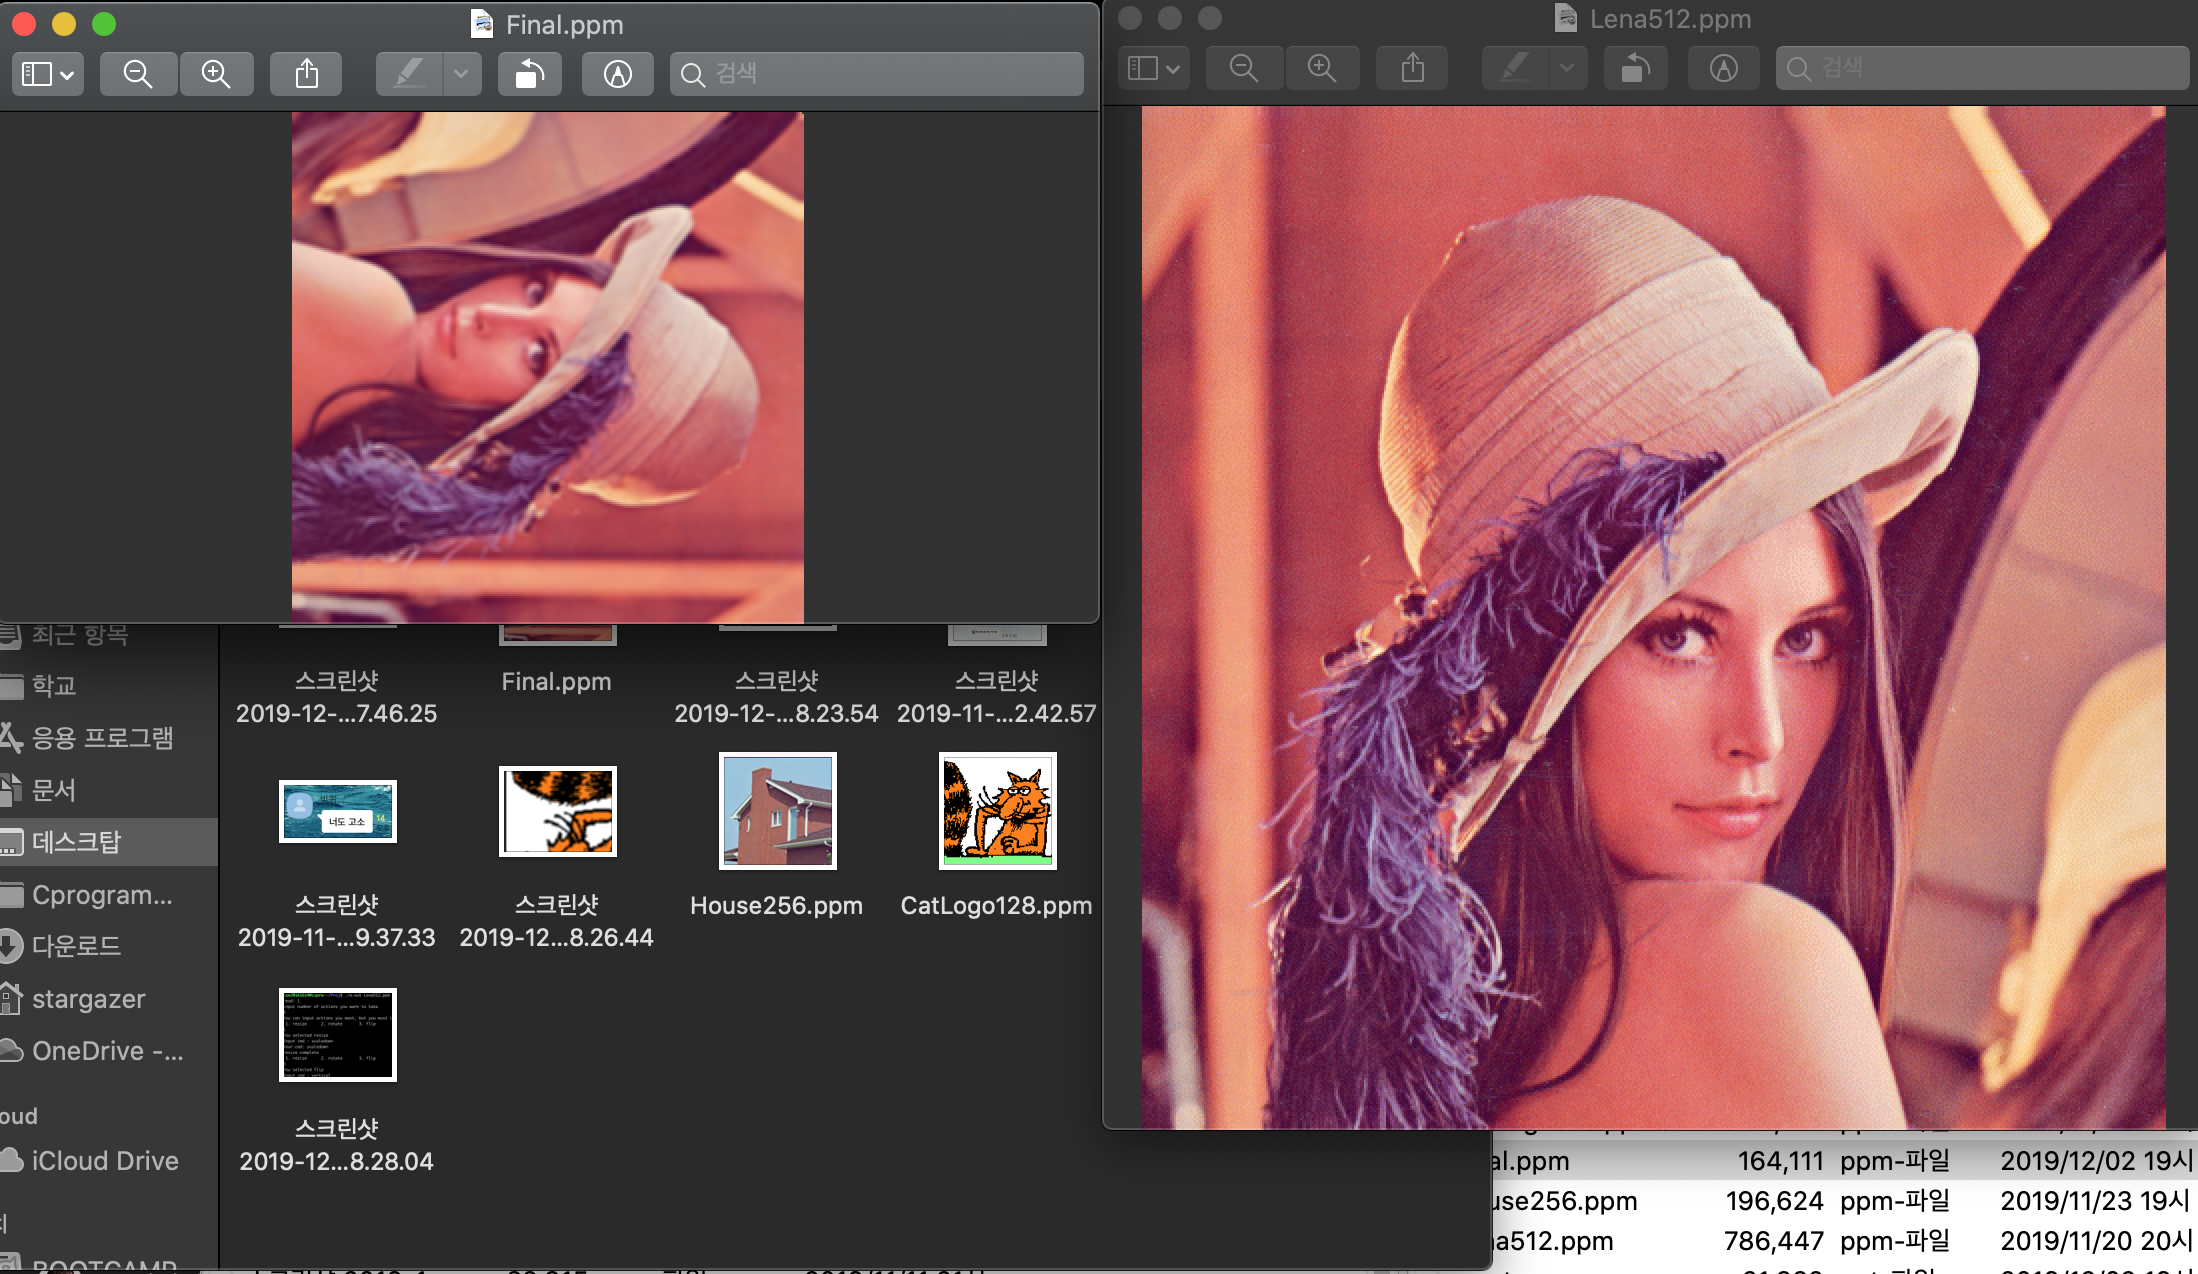 Final.ppm
검색
Lena512.ppm
검색
최근 항목
학교
응용 프로그램
문서
데스크탑
Cprogram...
다운로드
stargazer
OneDrive -...
oud
iCloud Drive
BOOTCAMP
스크린샷
2019-12-...7.46.25
Final.ppm
스크린샷
2019-12-...8.23.54
스크린샷
2019-11-...2.42.57
너도 고소
14
스크린샷
2019-11-...9.37.33
스크린샷
2019-12...8.26.44
House256.ppm
CatLogo128.ppm
스크린샷
2019-12...8.28.04
al.ppm 164,111 ppm-파일 2019/12/02 19시
use256.ppm 196,624 ppm-파일 2019/11/23 19시
na512.ppm 786,447 ppm-파일 2019/11/20 20시